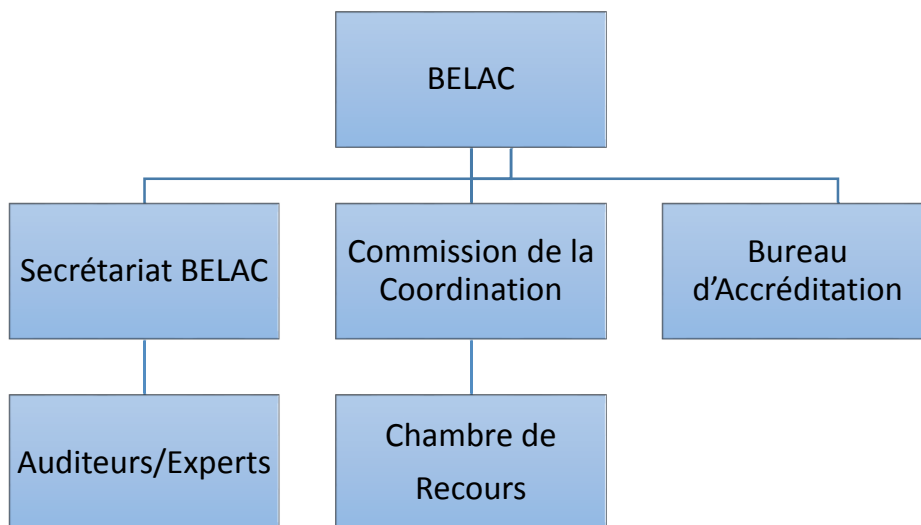 BELAC
Secrétariat BELAC
Commission de la
Coordination
Bureau
d’Accréditation
Auditeurs/Experts
Chambre de
Recours